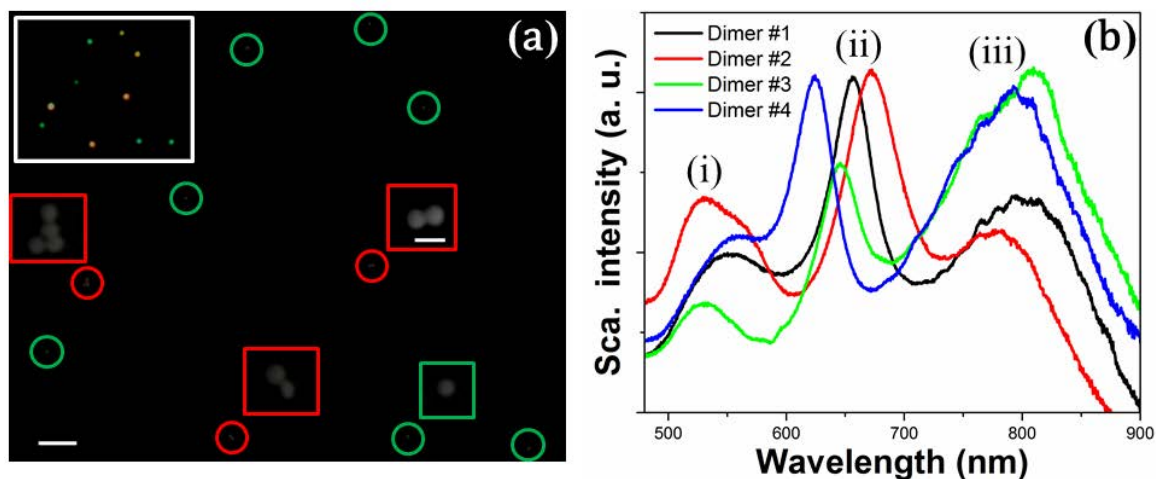 (a)
(b)
Dimer #1
Dimer #2
Dimer #3
Dimer #4
(i)
(ii)
(iii)
Sca. intensity (a. u.)
500 600 700 800 900
Wavelength (nm)